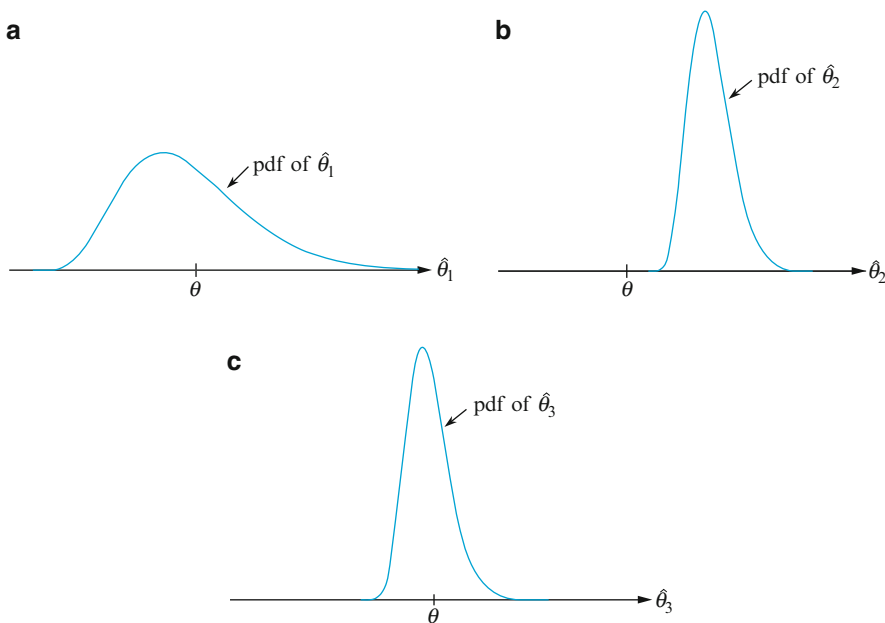 a
pdf of θ̂₁
θ̂₁
θ
b
pdf of θ̂₂
θ̂₂
θ
c
pdf of θ̂₃
θ̂₃
θ